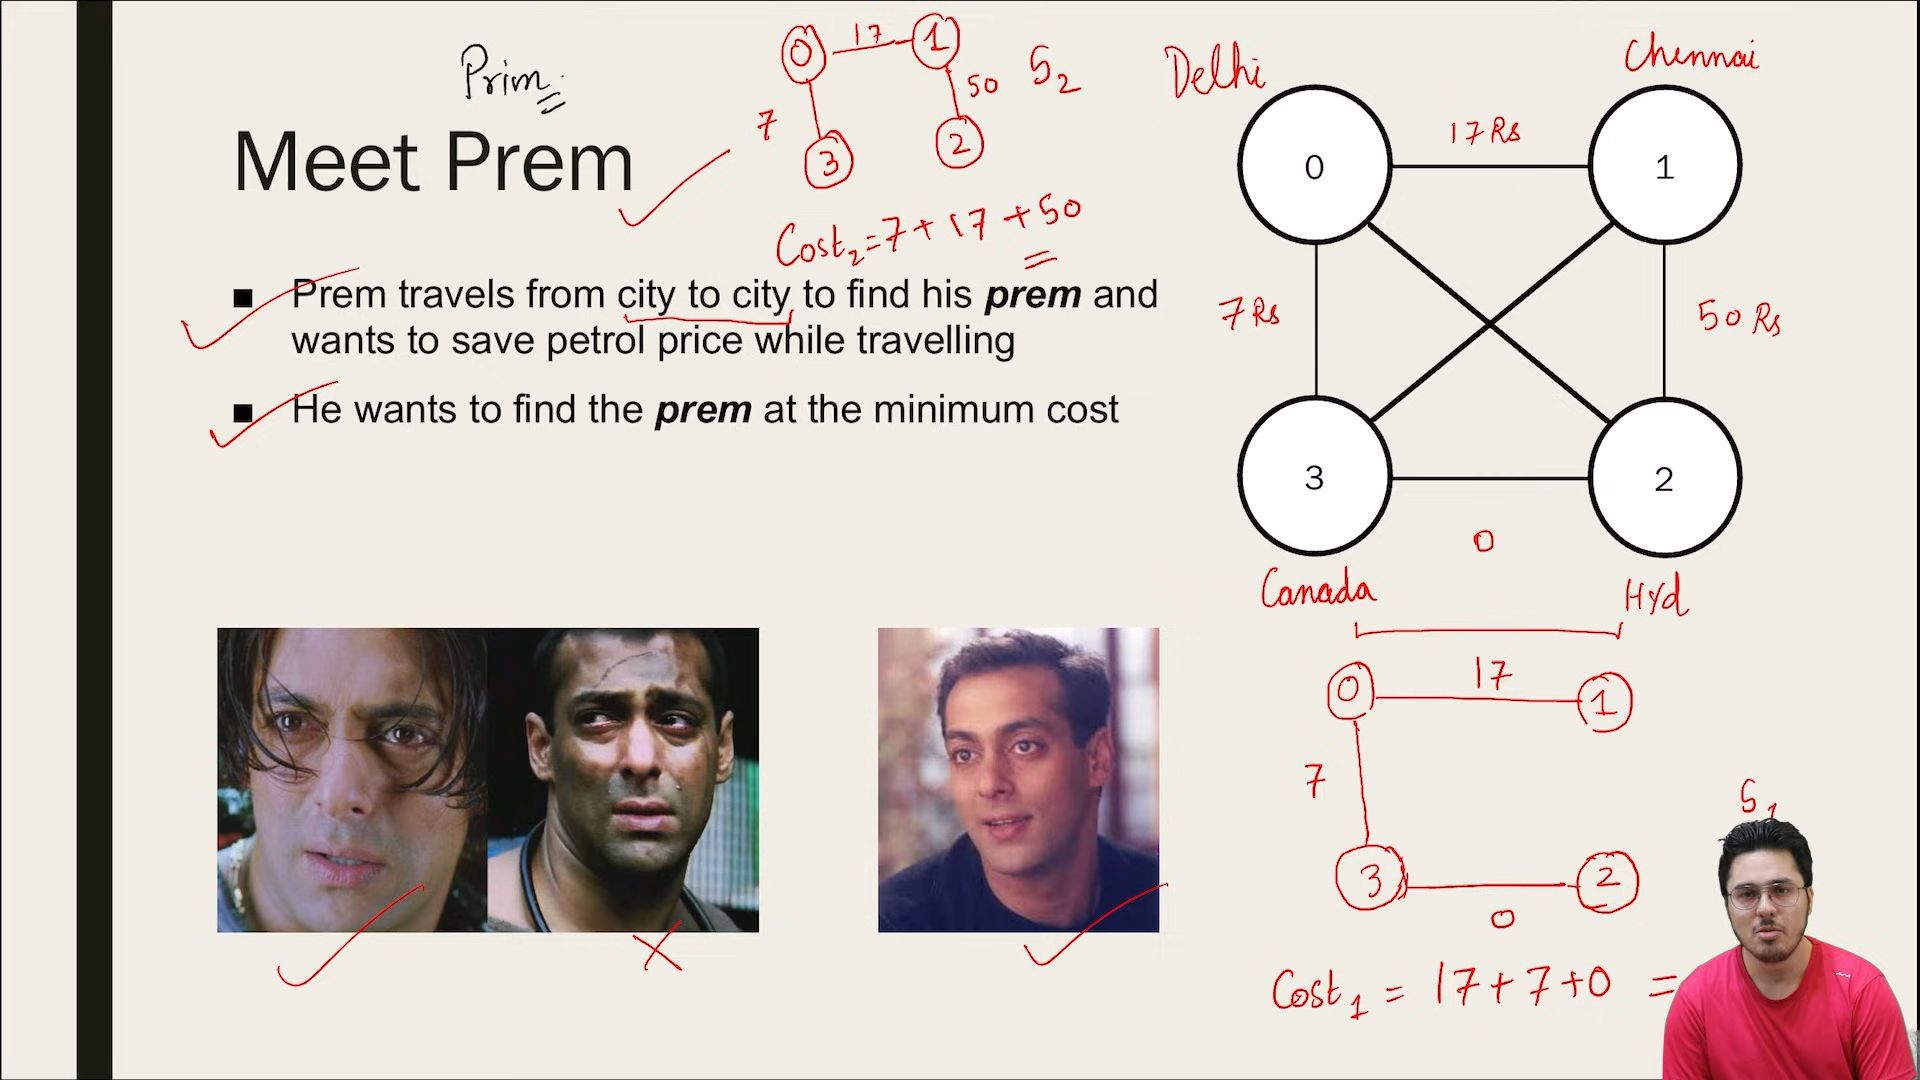 Prim
Meet Prem
■ Prem travels from city to city to find his prem and
wants to save petrol price while travelling
■ He wants to find the prem at the minimum cost
0 17 1
7 50 S2
3 2
Cost2 = 7 + 17 + 50
Delhi Chennai
0 17 Rs 1
7 Rs 50 Rs
3 2
0
Canada Hyd
0 17 1
7
S1
3 2
0
Cost1 = 17 + 7 + 0 =